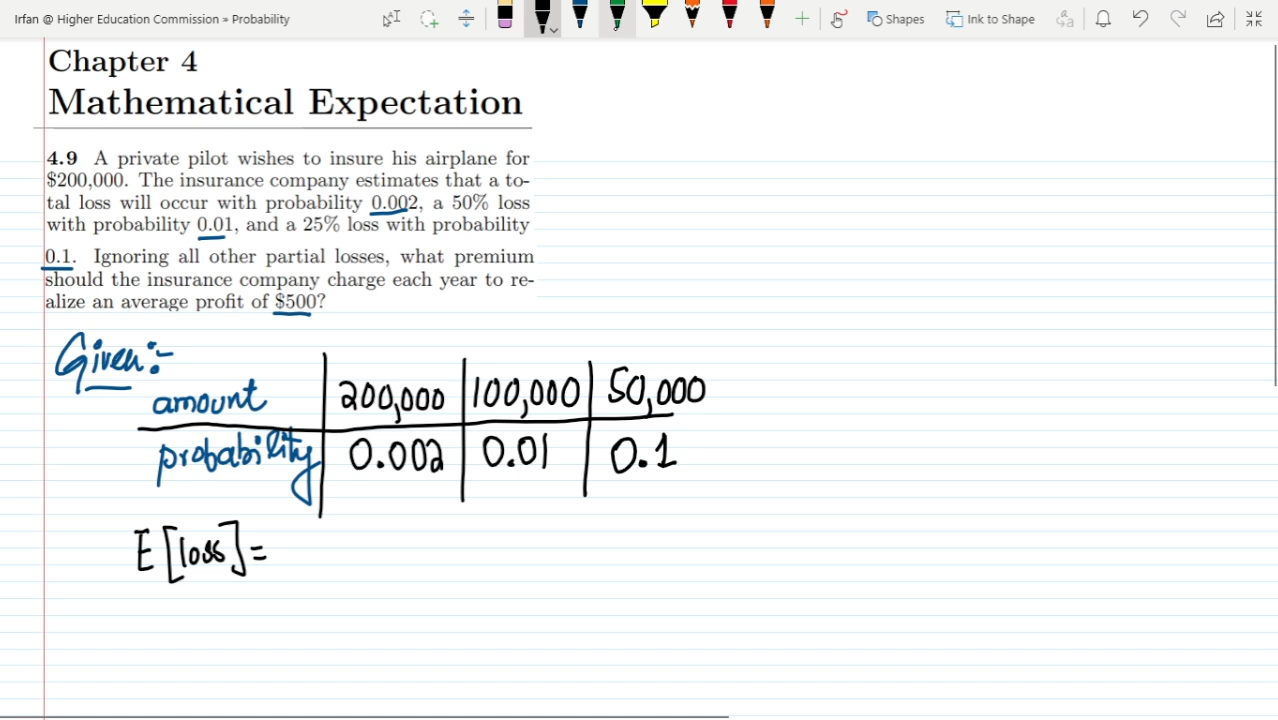 Irfan @ Higher Education Commission » Probability
Shapes
Ink to Shape
Chapter 4
Mathematical Expectation
4.9 A private pilot wishes to insure his airplane for
$200,000. The insurance company estimates that a to-
tal loss will occur with probability 0.002, a 50% loss
with probability 0.01, and a 25% loss with probability
0.1. Ignoring all other partial losses, what premium
should the insurance company charge each year to re-
alize an average profit of $500?
Given:-
amount 200,000 100,000 50,000
probability 0.002 0.01 0.1
E[loss]=